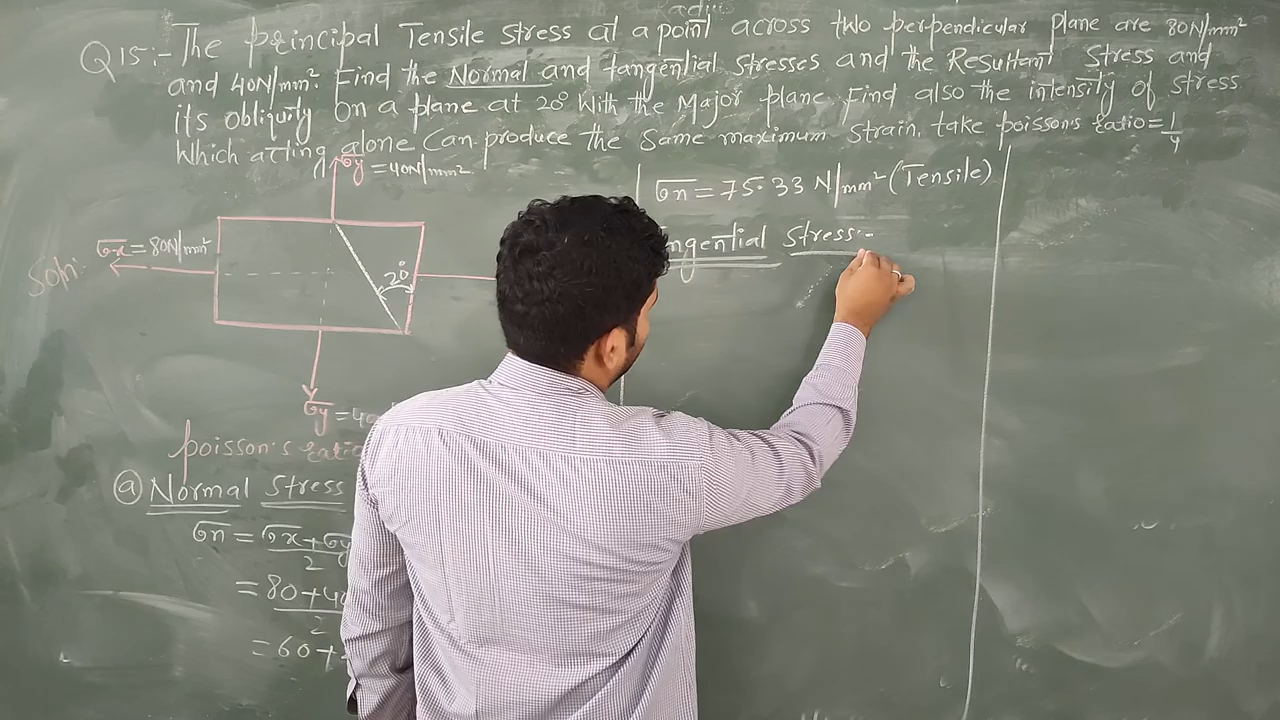 Q15:- The principal Tensile stress at a point across two perpendicular plane are 80N/mm²
and 40N/mm². Find the Normal and tangential stresses and the Resultant Stress and
its obliquity on a plane at 20° With the Major plane. Find also the intensity of stress
Which acting alone Can produce the same maximum strain, take poisson's ratio=1/4
σy = 40N/mm²
σx = 80N/mm²
Soln:
20°
poisson's ratio
ⓐ Normal Stress
σn = σx+σy/2
= 80+4
2
= 60+
σn = 75.33 N/mm² (Tensile)
ngential Stress:-